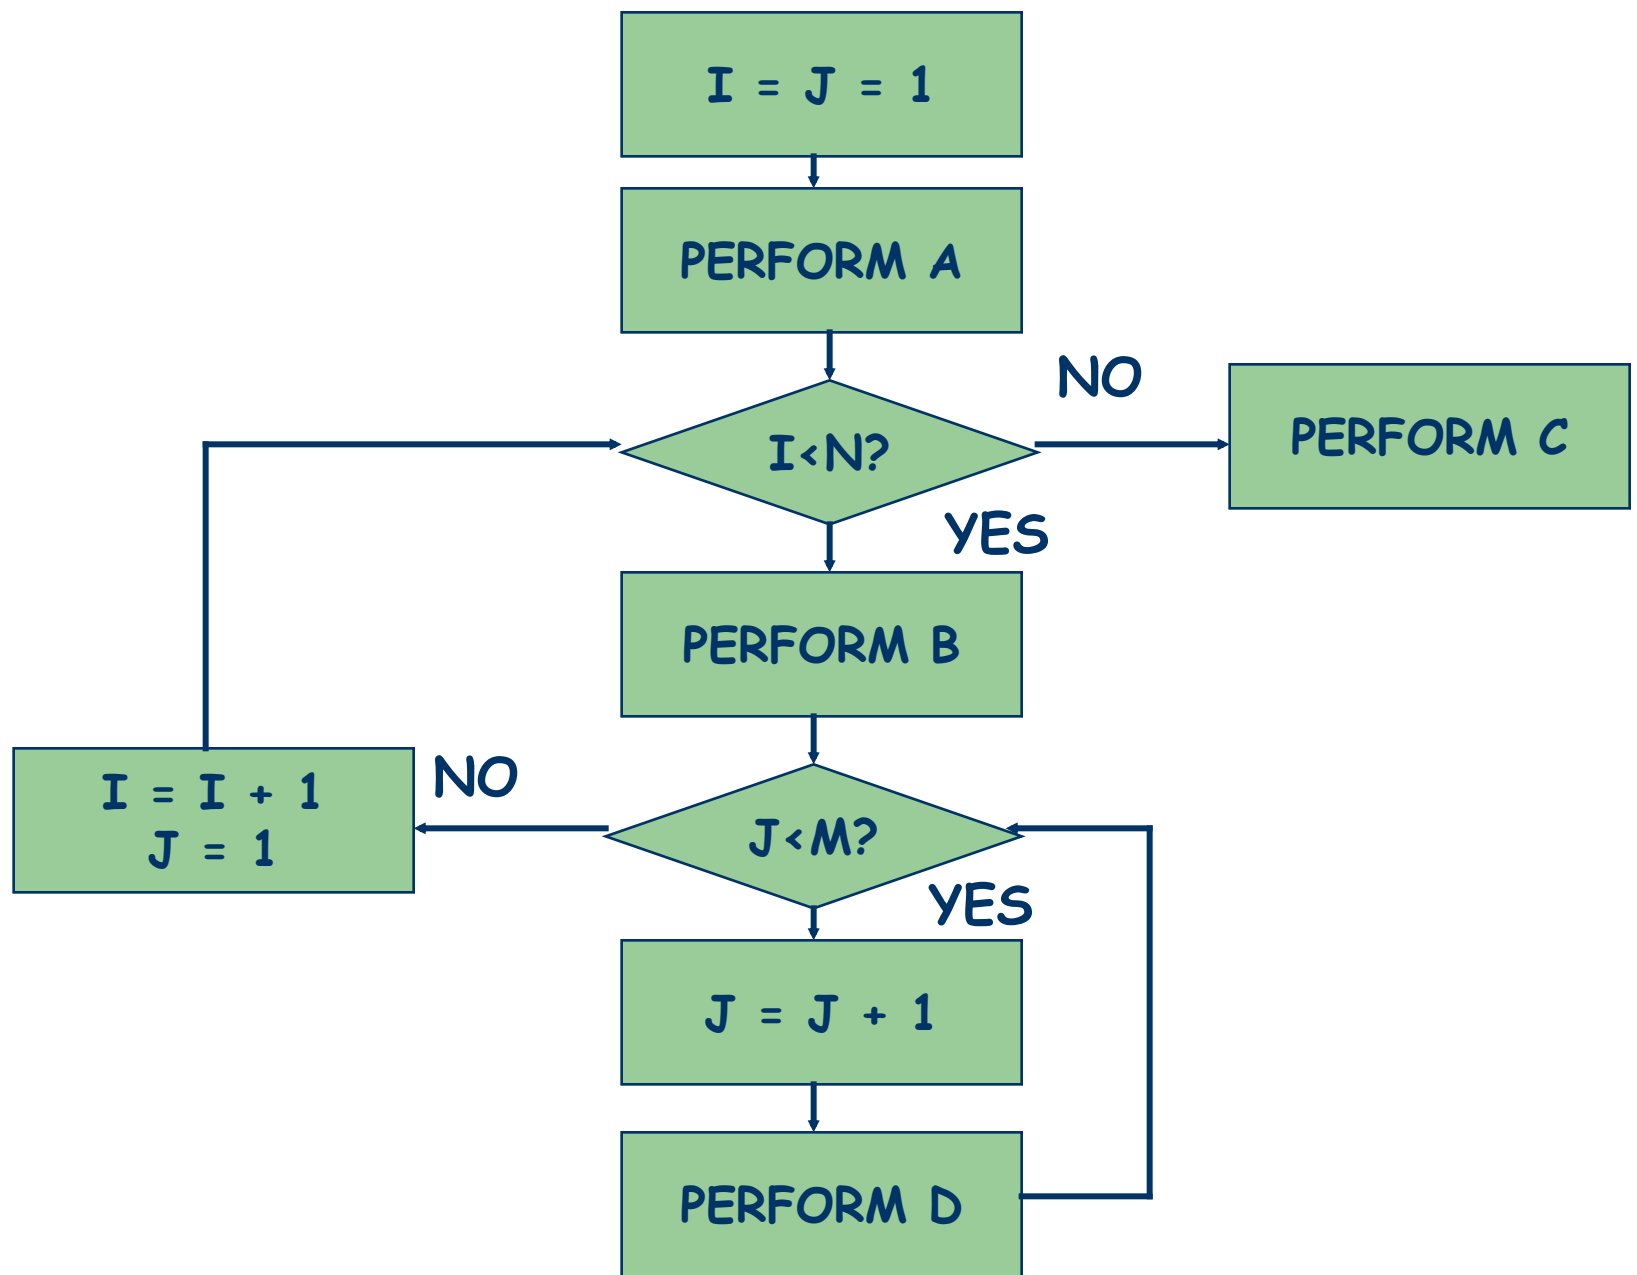 I = J = 1
PERFORM A
NO
I<N?
PERFORM C
YES
PERFORM B
NO
I = I + 1
J = 1
J<M?
YES
J = J + 1
PERFORM D